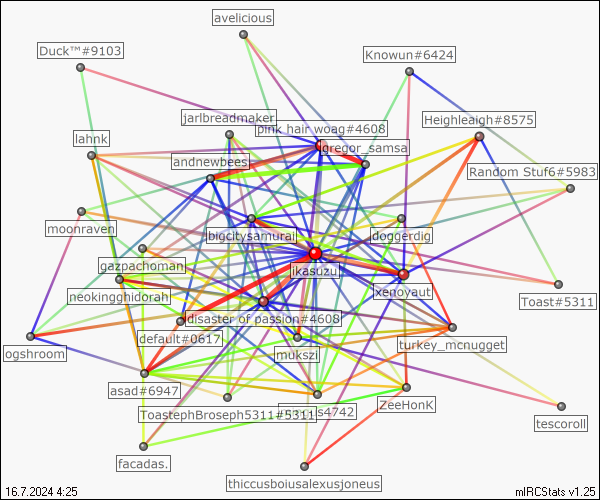 avelicious
Duck™#9103
Knowun#6424
jarlbreadmaker
pink hair woag#4608
Heighleigh#8575
lahnk
gregor_samsa
andnewbees
Random Stuf6#5983
moonraven
bigcitysamurai
doggerdig
gazpachoman
ikasuzu
xenoyaut
neokingghidorah
Toast#5311
disaster of passion#4608
default#0617
turkey_mcnugget
ogshroom
mukszi
asad#6947
ZeeHonK
ToastephBroseph5311#5311
s4742
tescoroll
facadas.
thiccusboiusalexusjoneus
16.7.2024 4:25
mIRCStats v1.25